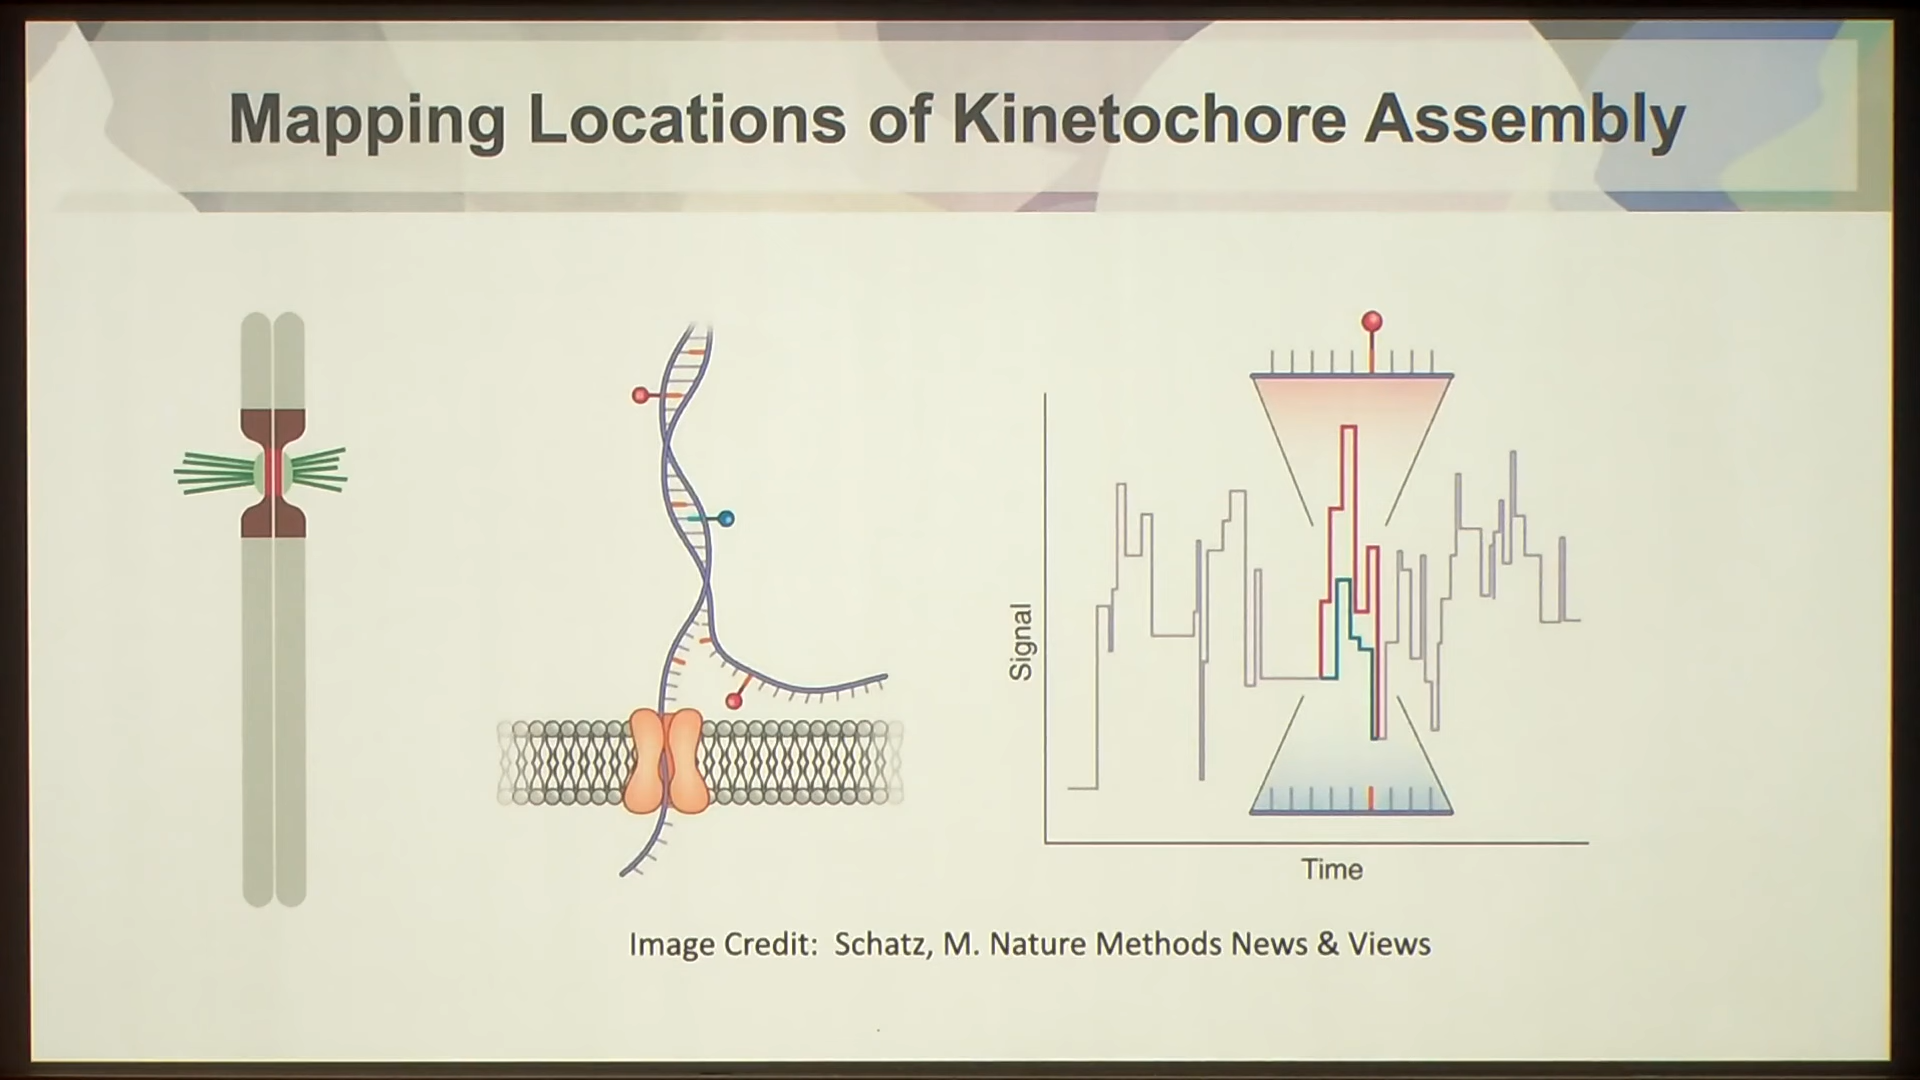 Mapping Locations of Kinetochore Assembly
Signal
Time
Image Credit: Schatz, M. Nature Methods News & Views